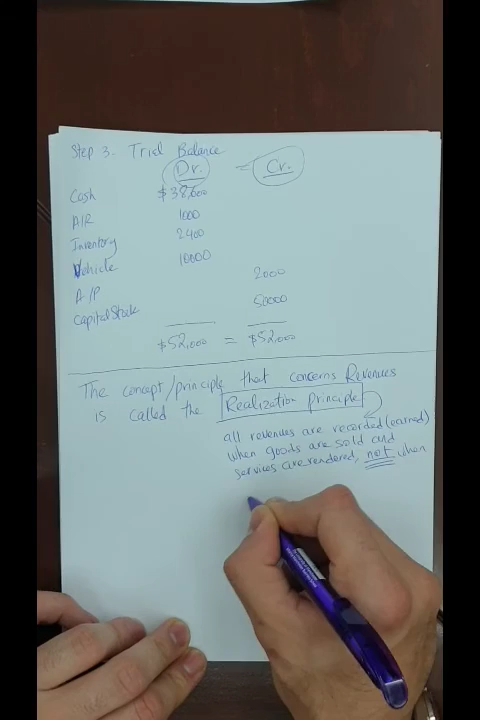 Step 3. Trial Balance
Dr. = Cr.
Cash $38,600
A/R 1000
Inventory 2400
Vehicle 10000
A/P 2000
Capital Stock 50000
$52,000 = $52,000
The concept/principle that concerns Revenues
is called the Realization principle
all revenues are recorded (earned)
when goods are sold and
services are rendered, not when